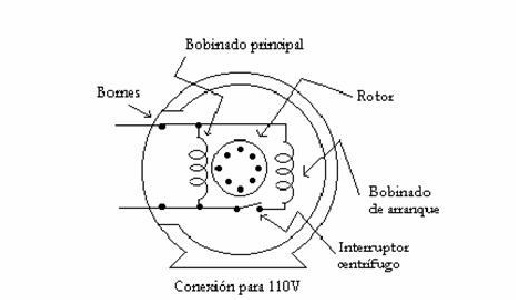 Bobinado principal
Bornes
Rotor
Bobinado
de arranque
Interruptor
centrífugo
Conexión para 110V